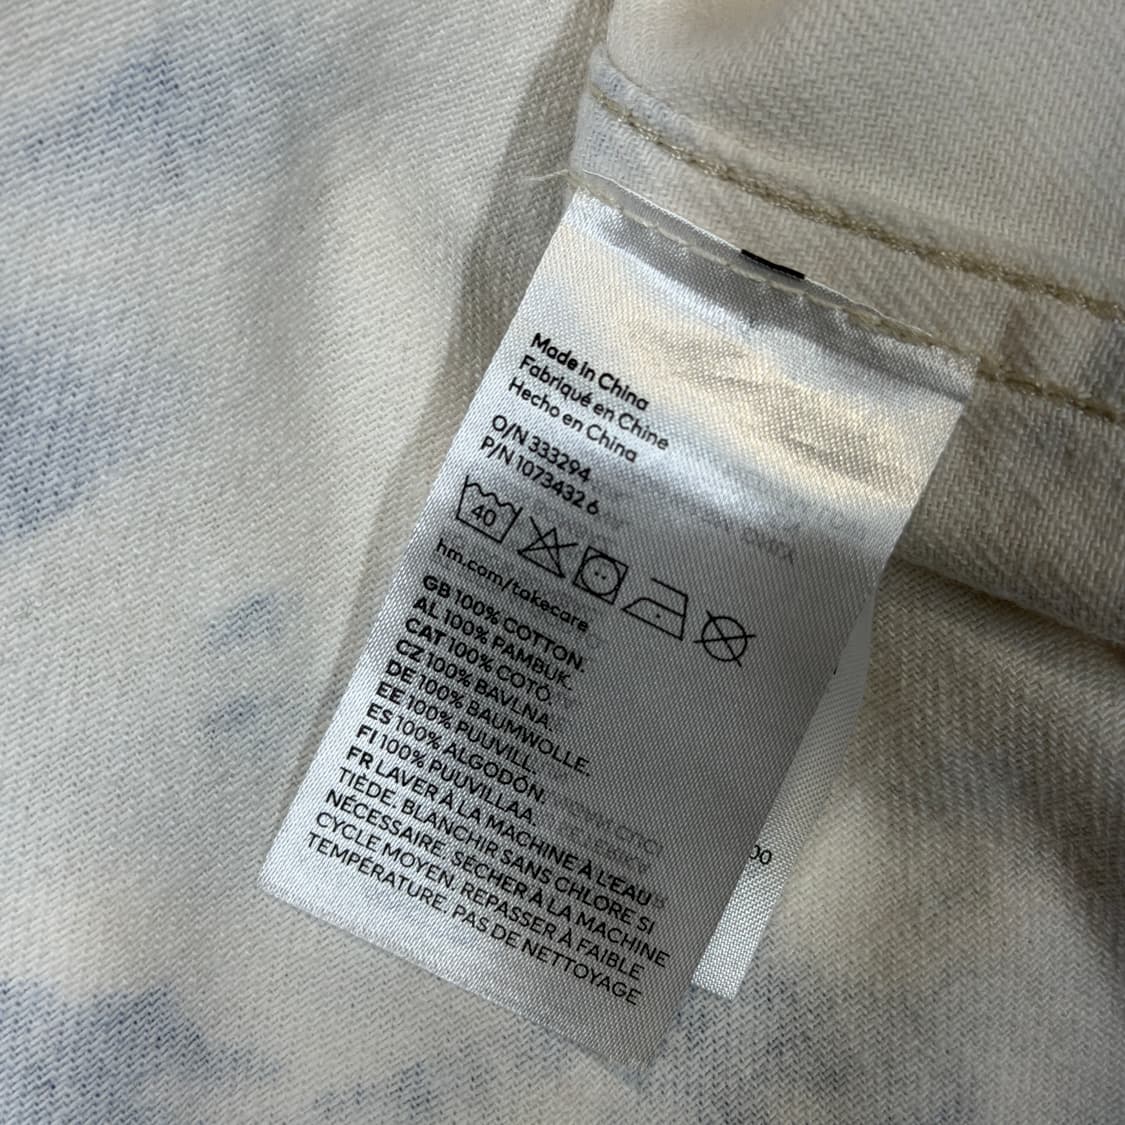 Made in China
Fabriqué en Chine
Hecho en China
O/N 333294
P/N 10734326
40
hm.com/takecare
GB 100% COTTON.
AL 100% PAMBUK.
CAT 100% COTÓ.
CZ 100% BAVLNA.
DE 100% BAUMWOLLE.
EE 100% PUUVILL.
ES 100% ALGODÓN.
FI 100% PUUVILLAA.
FR LAVER À LA MACHINE À L'EAU
TIÈDE. BLANCHIR SANS CHLORE SI
NÉCESSAIRE. SÉCHER À LA MACHINE
CYCLE MOYEN. REPASSER À FAIBLE
TEMPÉRATURE. PAS DE NETTOYAGE
00